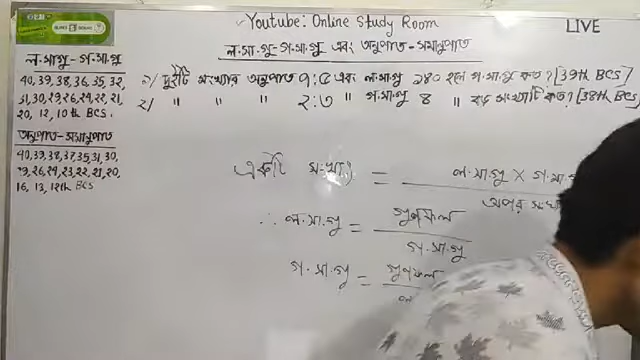 Youtube: Online Study Room
LIVE
ল.সা.গু-গ.সা.গু এবং অনুপাত-সমানুপাত
ল.সা.গু-গ.সা.গু
40, 39, 38, 36, 35, 32,
31, 30, 29, 26, 24, 22, 21,
20, 12, 10th BCS.
অনুপাত-সমানুপাত
40, 39, 38, 37, 35, 31, 30,
29, 26, 24, 23, 22, 21, 20,
16, 13, 12th BCS
১/ দুইটি সংখ্যার অনুপাত ৭:৫ এবং ল.সা.গু ১৪০ হলে গ.সা.গু কত? [39th BCS]
২/ " " " ২:৩ " গ.সা.গু ৪ " বড় সংখ্যাটি কত? [38th BCS]
একটি সংখ্যা = ল.সা.গু × গ.সা.গু
অপর
∴ ল.সা.গু = গুণফল
গ.সা.গু
গ.সা.গু = গুণফল